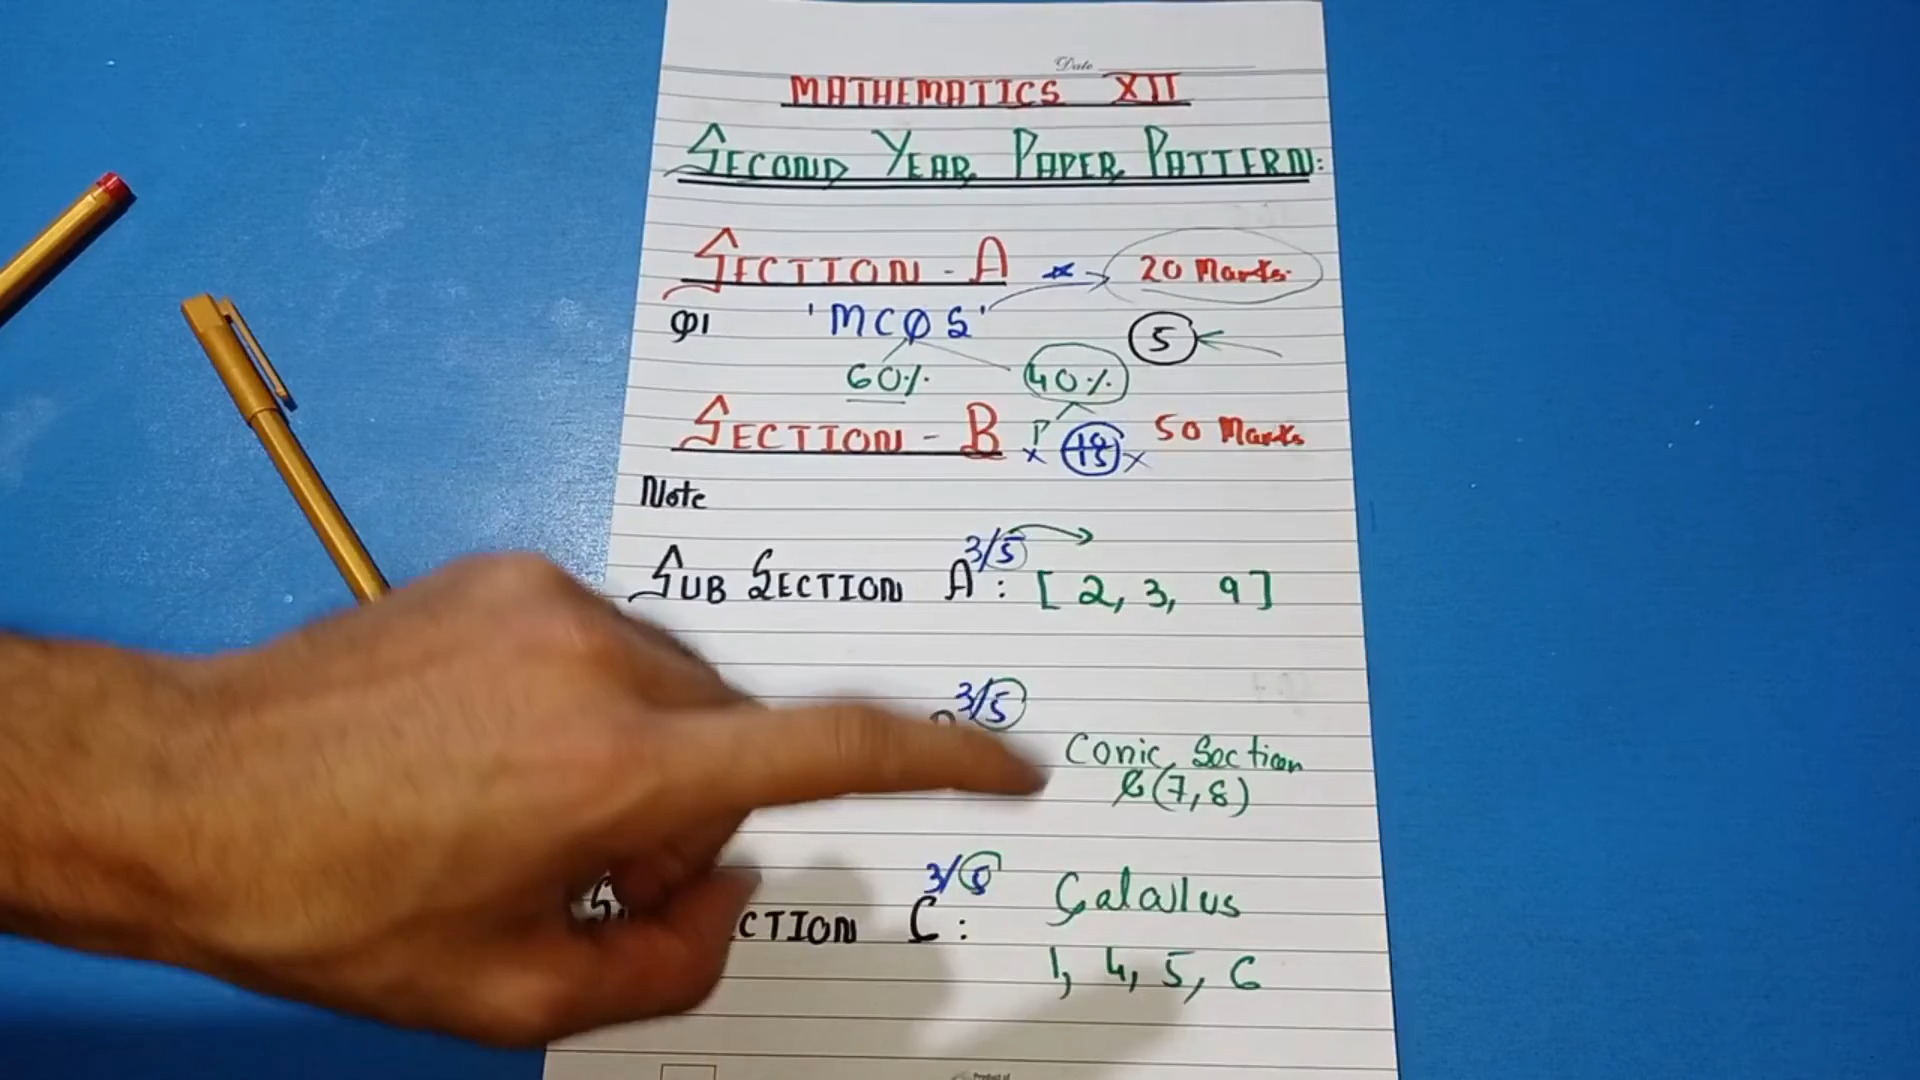 Date
MATHEMATICS XII
SECOND YEAR PAPER PATTERN:
SECTION - A 20 Marks.
Q1 'MCQS' 5
60% 40%
SECTION - B P 50 Marks
Note
3/5
SUB SECTION A: [2, 3, 9]
3/5
Conic Section
(7,8)
3/5
CTION C: Calculus
1, 4, 5, 6
Product of